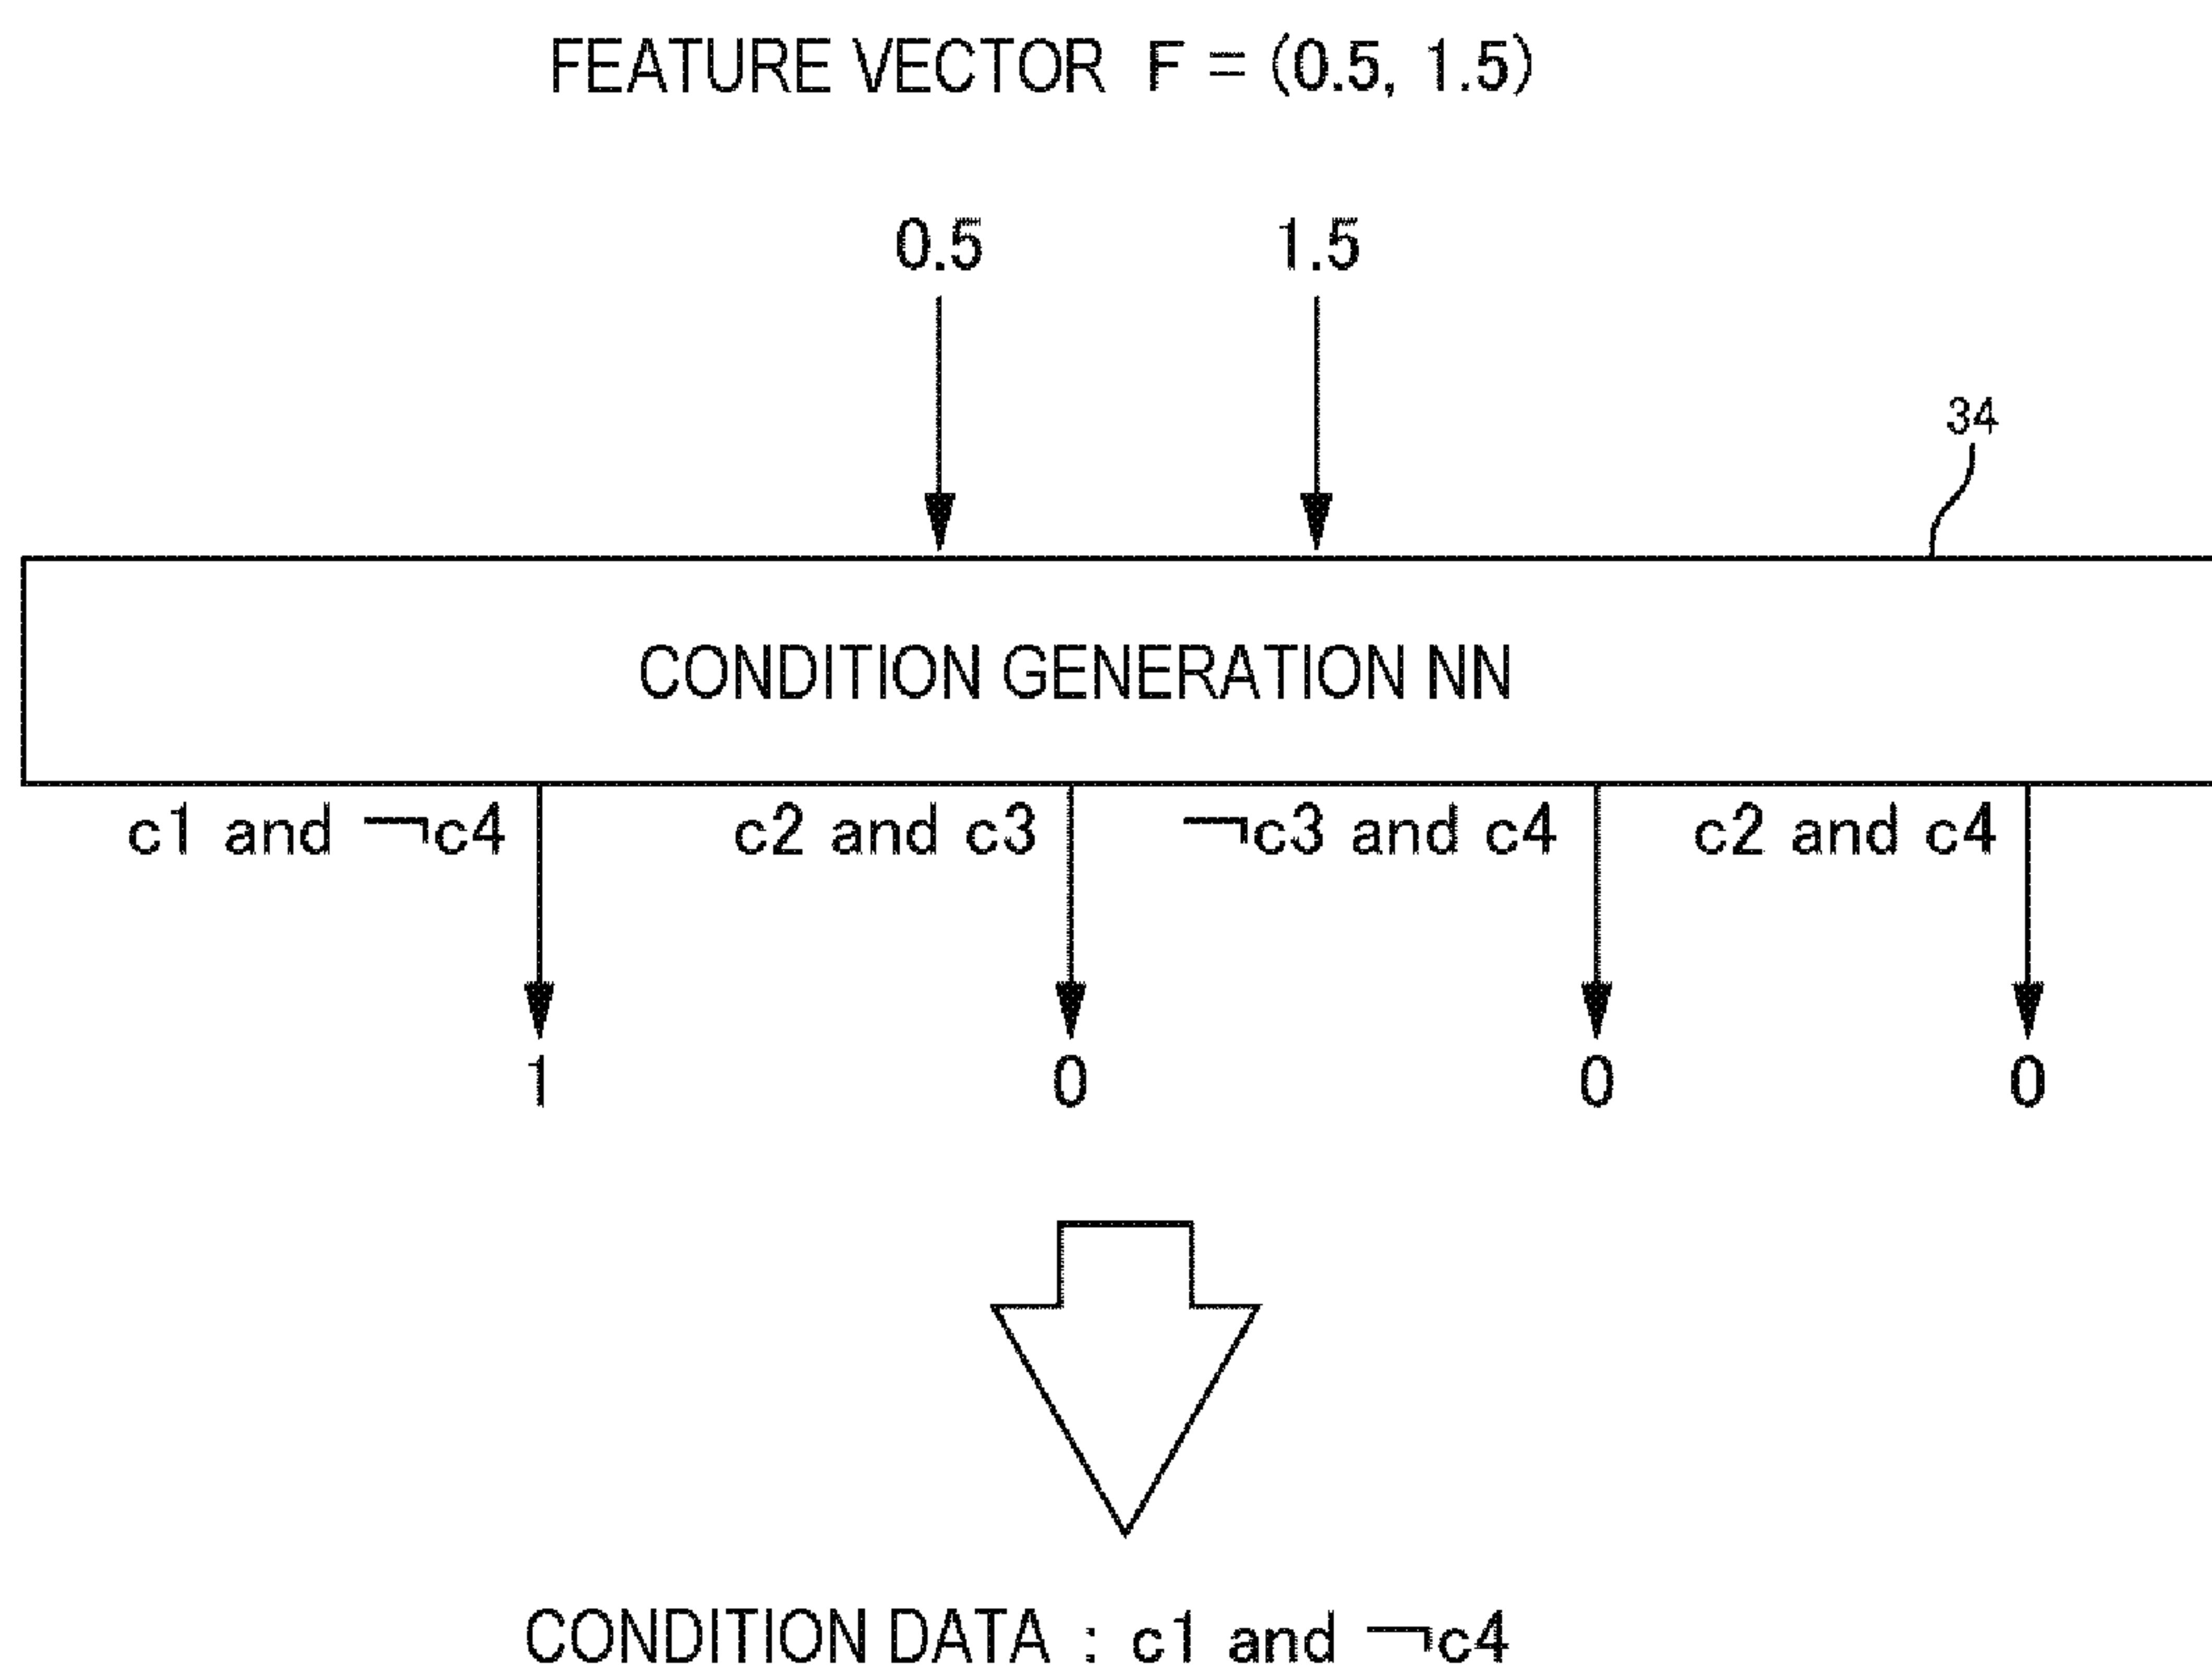 FEATURE VECTOR F = (0.5, 1.5)
0.5 1.5
34
CONDITION GENERATION NN
c1 and ¬c4 c2 and c3 ¬c3 and c4 c2 and c4
1 0 0 0
CONDITION DATA : c1 and ¬c4